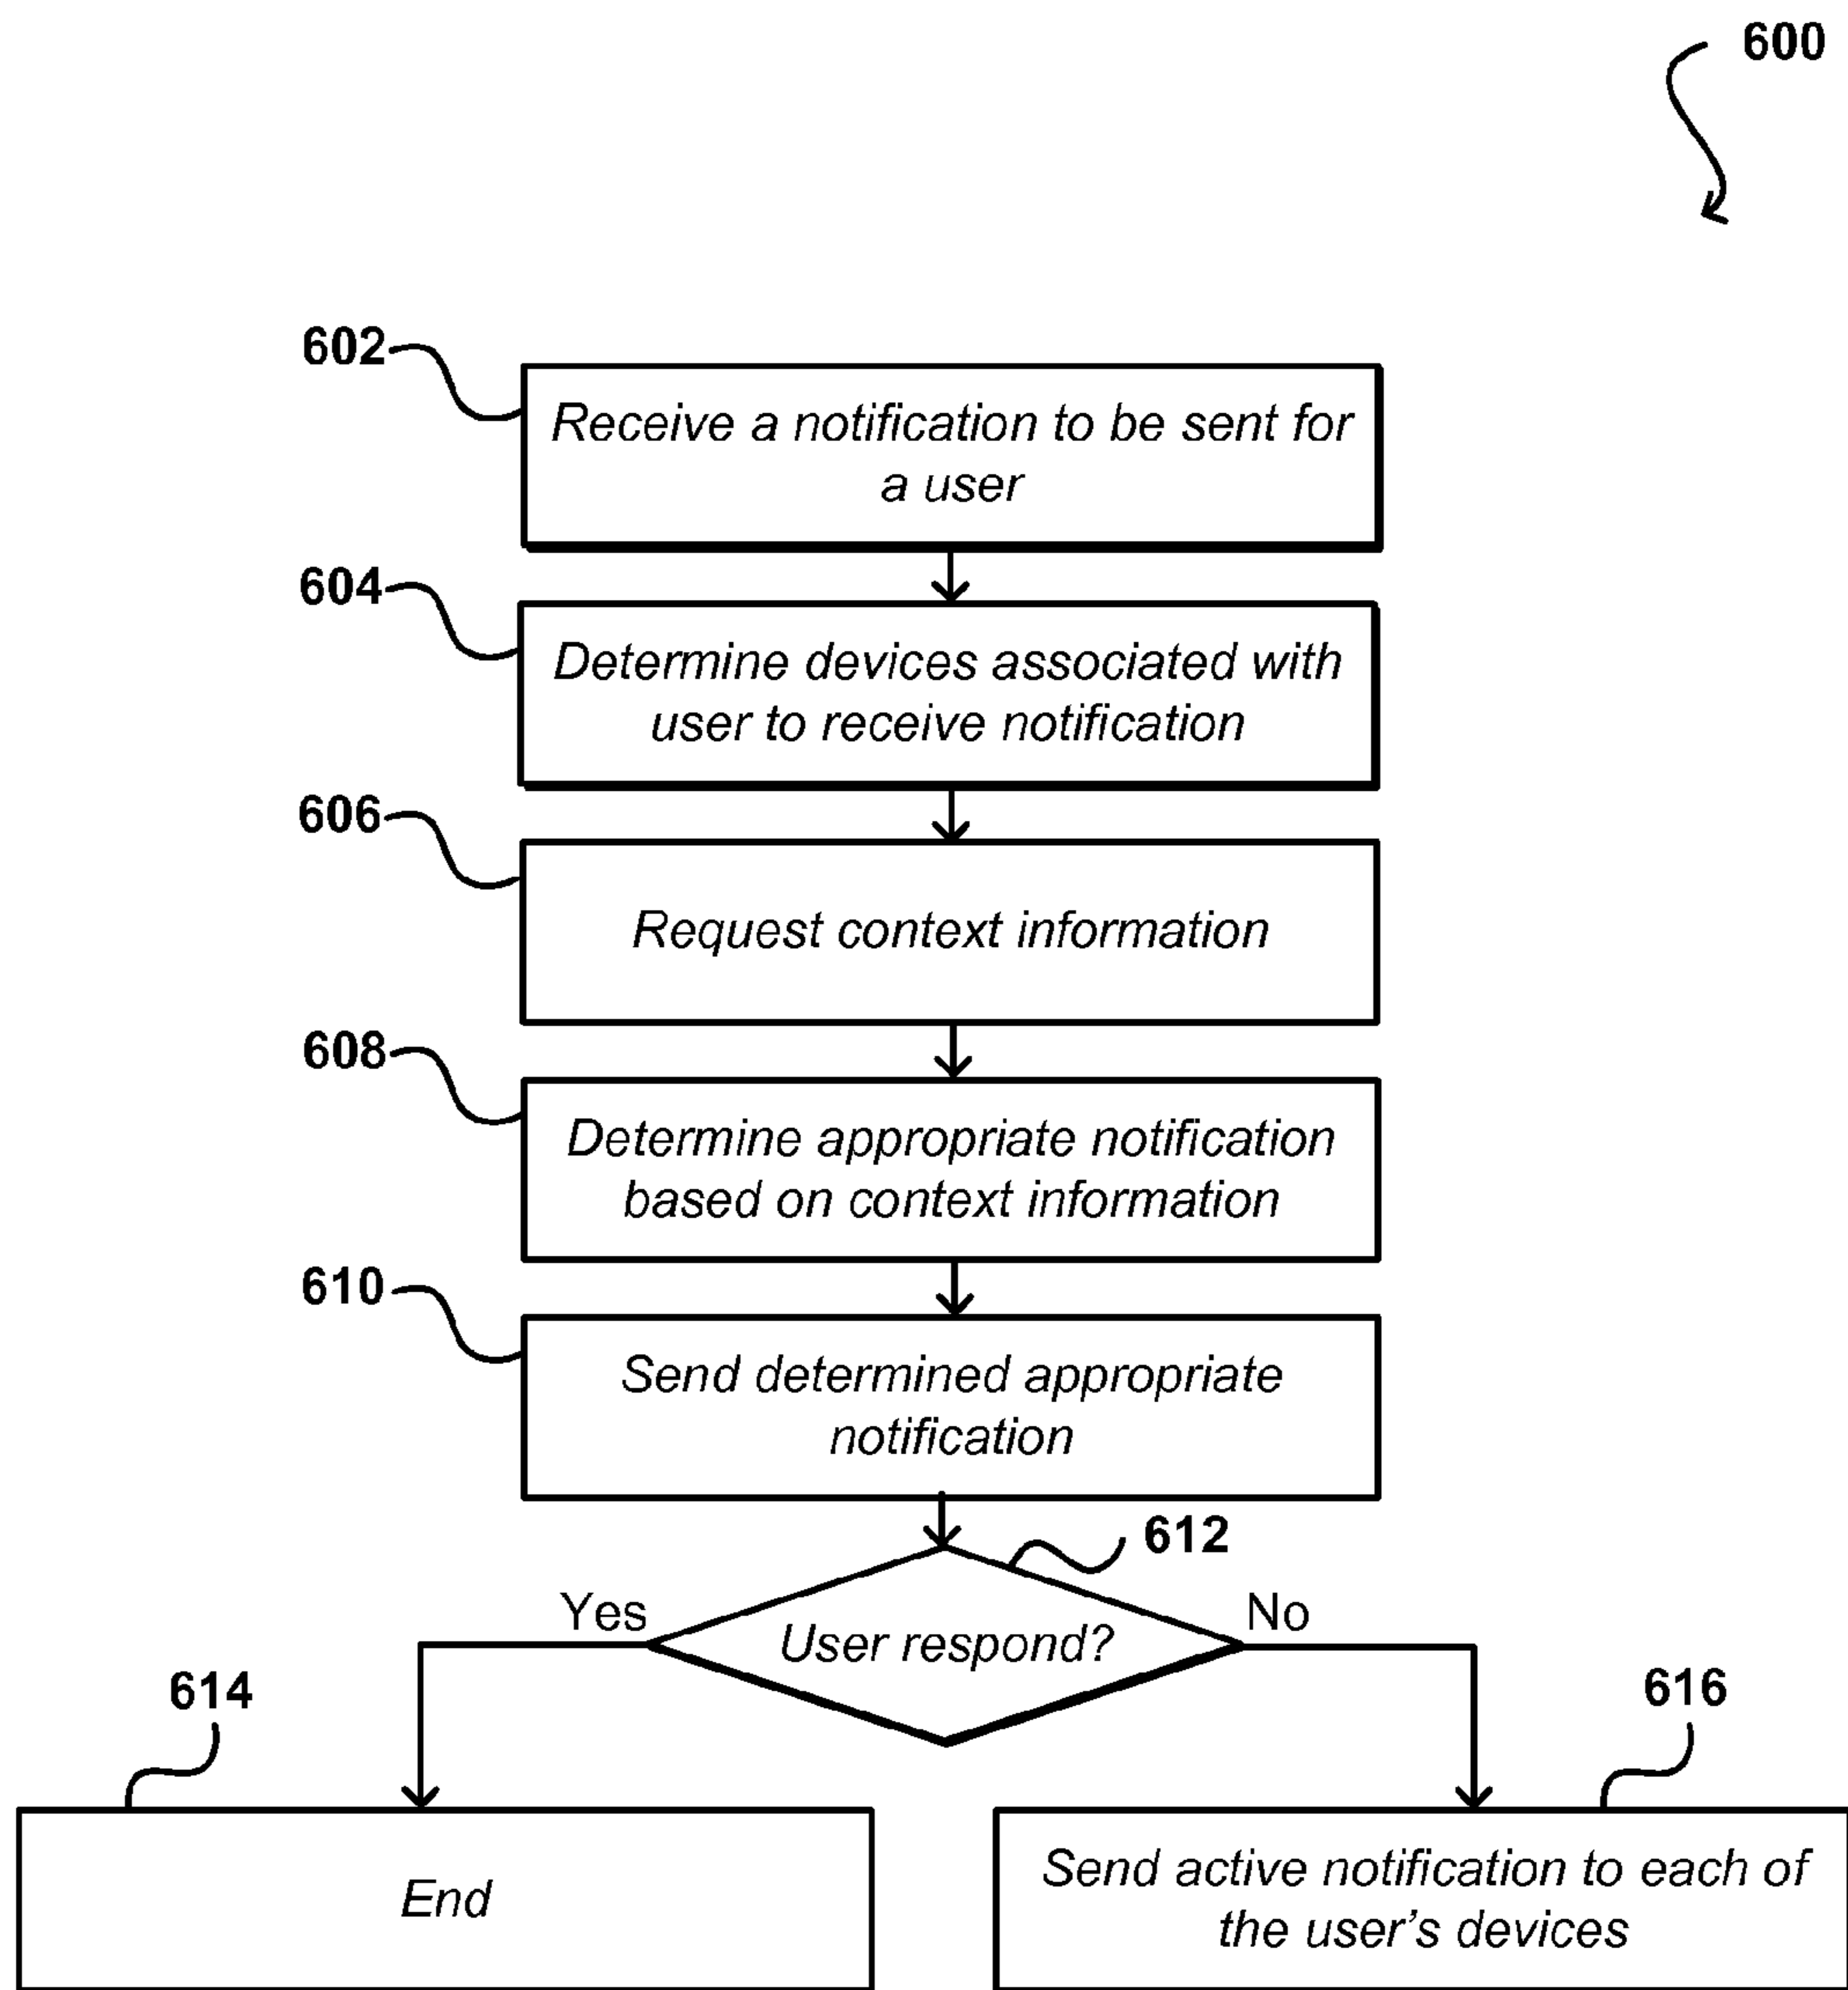 600
602
Receive a notification to be sent for
a user
604
Determine devices associated with
user to receive notification
606
Request context information
608
Determine appropriate notification
based on context information
610
Send determined appropriate
notification
612
Yes
No
User respond?
614
616
End
Send active notification to each of
the user's devices